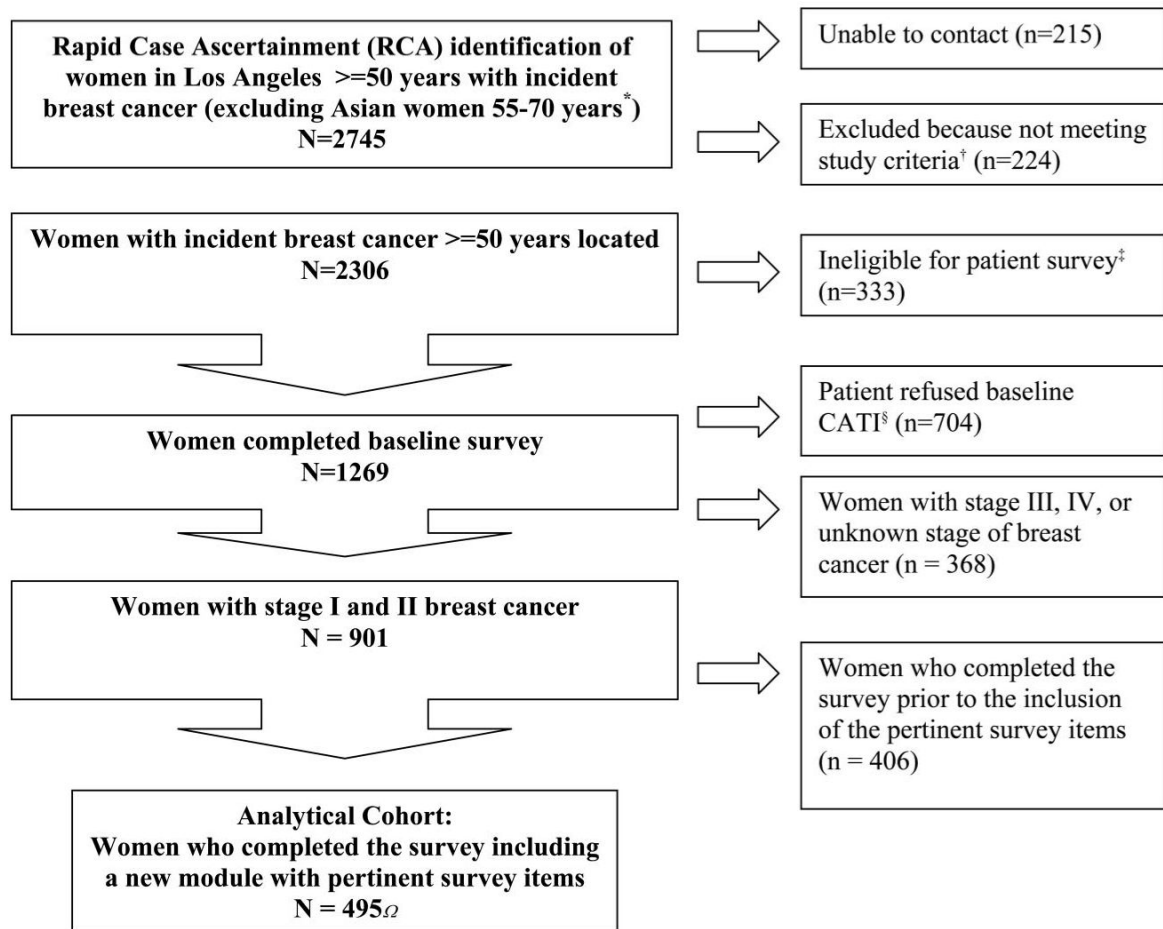 Rapid Case Ascertainment (RCA) identification of
women in Los Angeles >=50 years with incident
breast cancer (excluding Asian women 55-70 years*)
N=2745
Unable to contact (n=215)
Excluded because not meeting
study criteria† (n=224)
Women with incident breast cancer >=50 years located
N=2306
Ineligible for patient survey‡
(n=333)
Patient refused baseline
CATI§ (n=704)
Women completed baseline survey
N=1269
Women with stage III, IV, or
unknown stage of breast
cancer (n = 368)
Women with stage I and II breast cancer
N = 901
Women who completed the
survey prior to the inclusion
of the pertinent survey items
(n = 406)
Analytical Cohort:
Women who completed the survey including
a new module with pertinent survey items
N = 495Ω